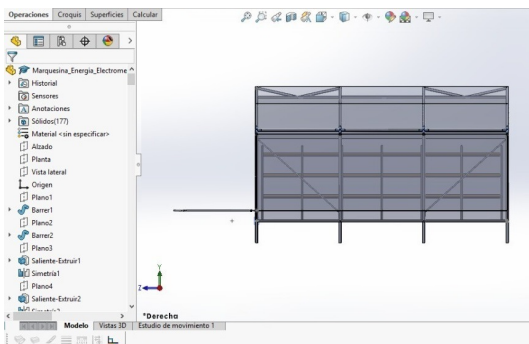 Operaciones Croquis Superficies Calcular
Marquesina_Energia_Electrome
Historial
Sensores
Anotaciones
Sólidos(177)
Material <sin especificar>
Alzado
Planta
Vista lateral
Origen
Plano1
Barrer1
Plano2
Barrer2
Plano3
Saliente-Extruir1
Simetría1
Plano4
Saliente-Extruir2
Y
Z
*Derecha
Modelo Vistas 3D Estudio de movimiento 1